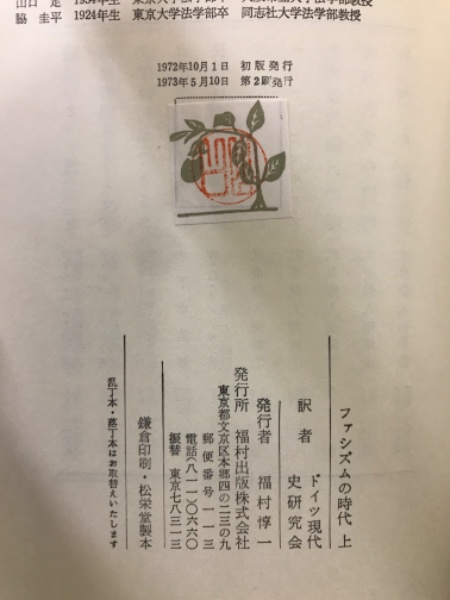 脇 圭平 1924年生 東京大学法学部卒 同志社大学法学部教授
1972年10月1日 初版発行
1973年5月10日 第2刷発行
ファシズムの時代 上
訳者 ドイツ現代史研究会
発行者 福村惇一
発行所 福村出版株式会社
東京都文京区本郷四の二三の九
郵便番号 一一三
電話(八一一)〇六六〇
振替 東京七八三一三
鎌倉印刷・松栄堂製本
乱丁本・落丁本はお取替えいたします